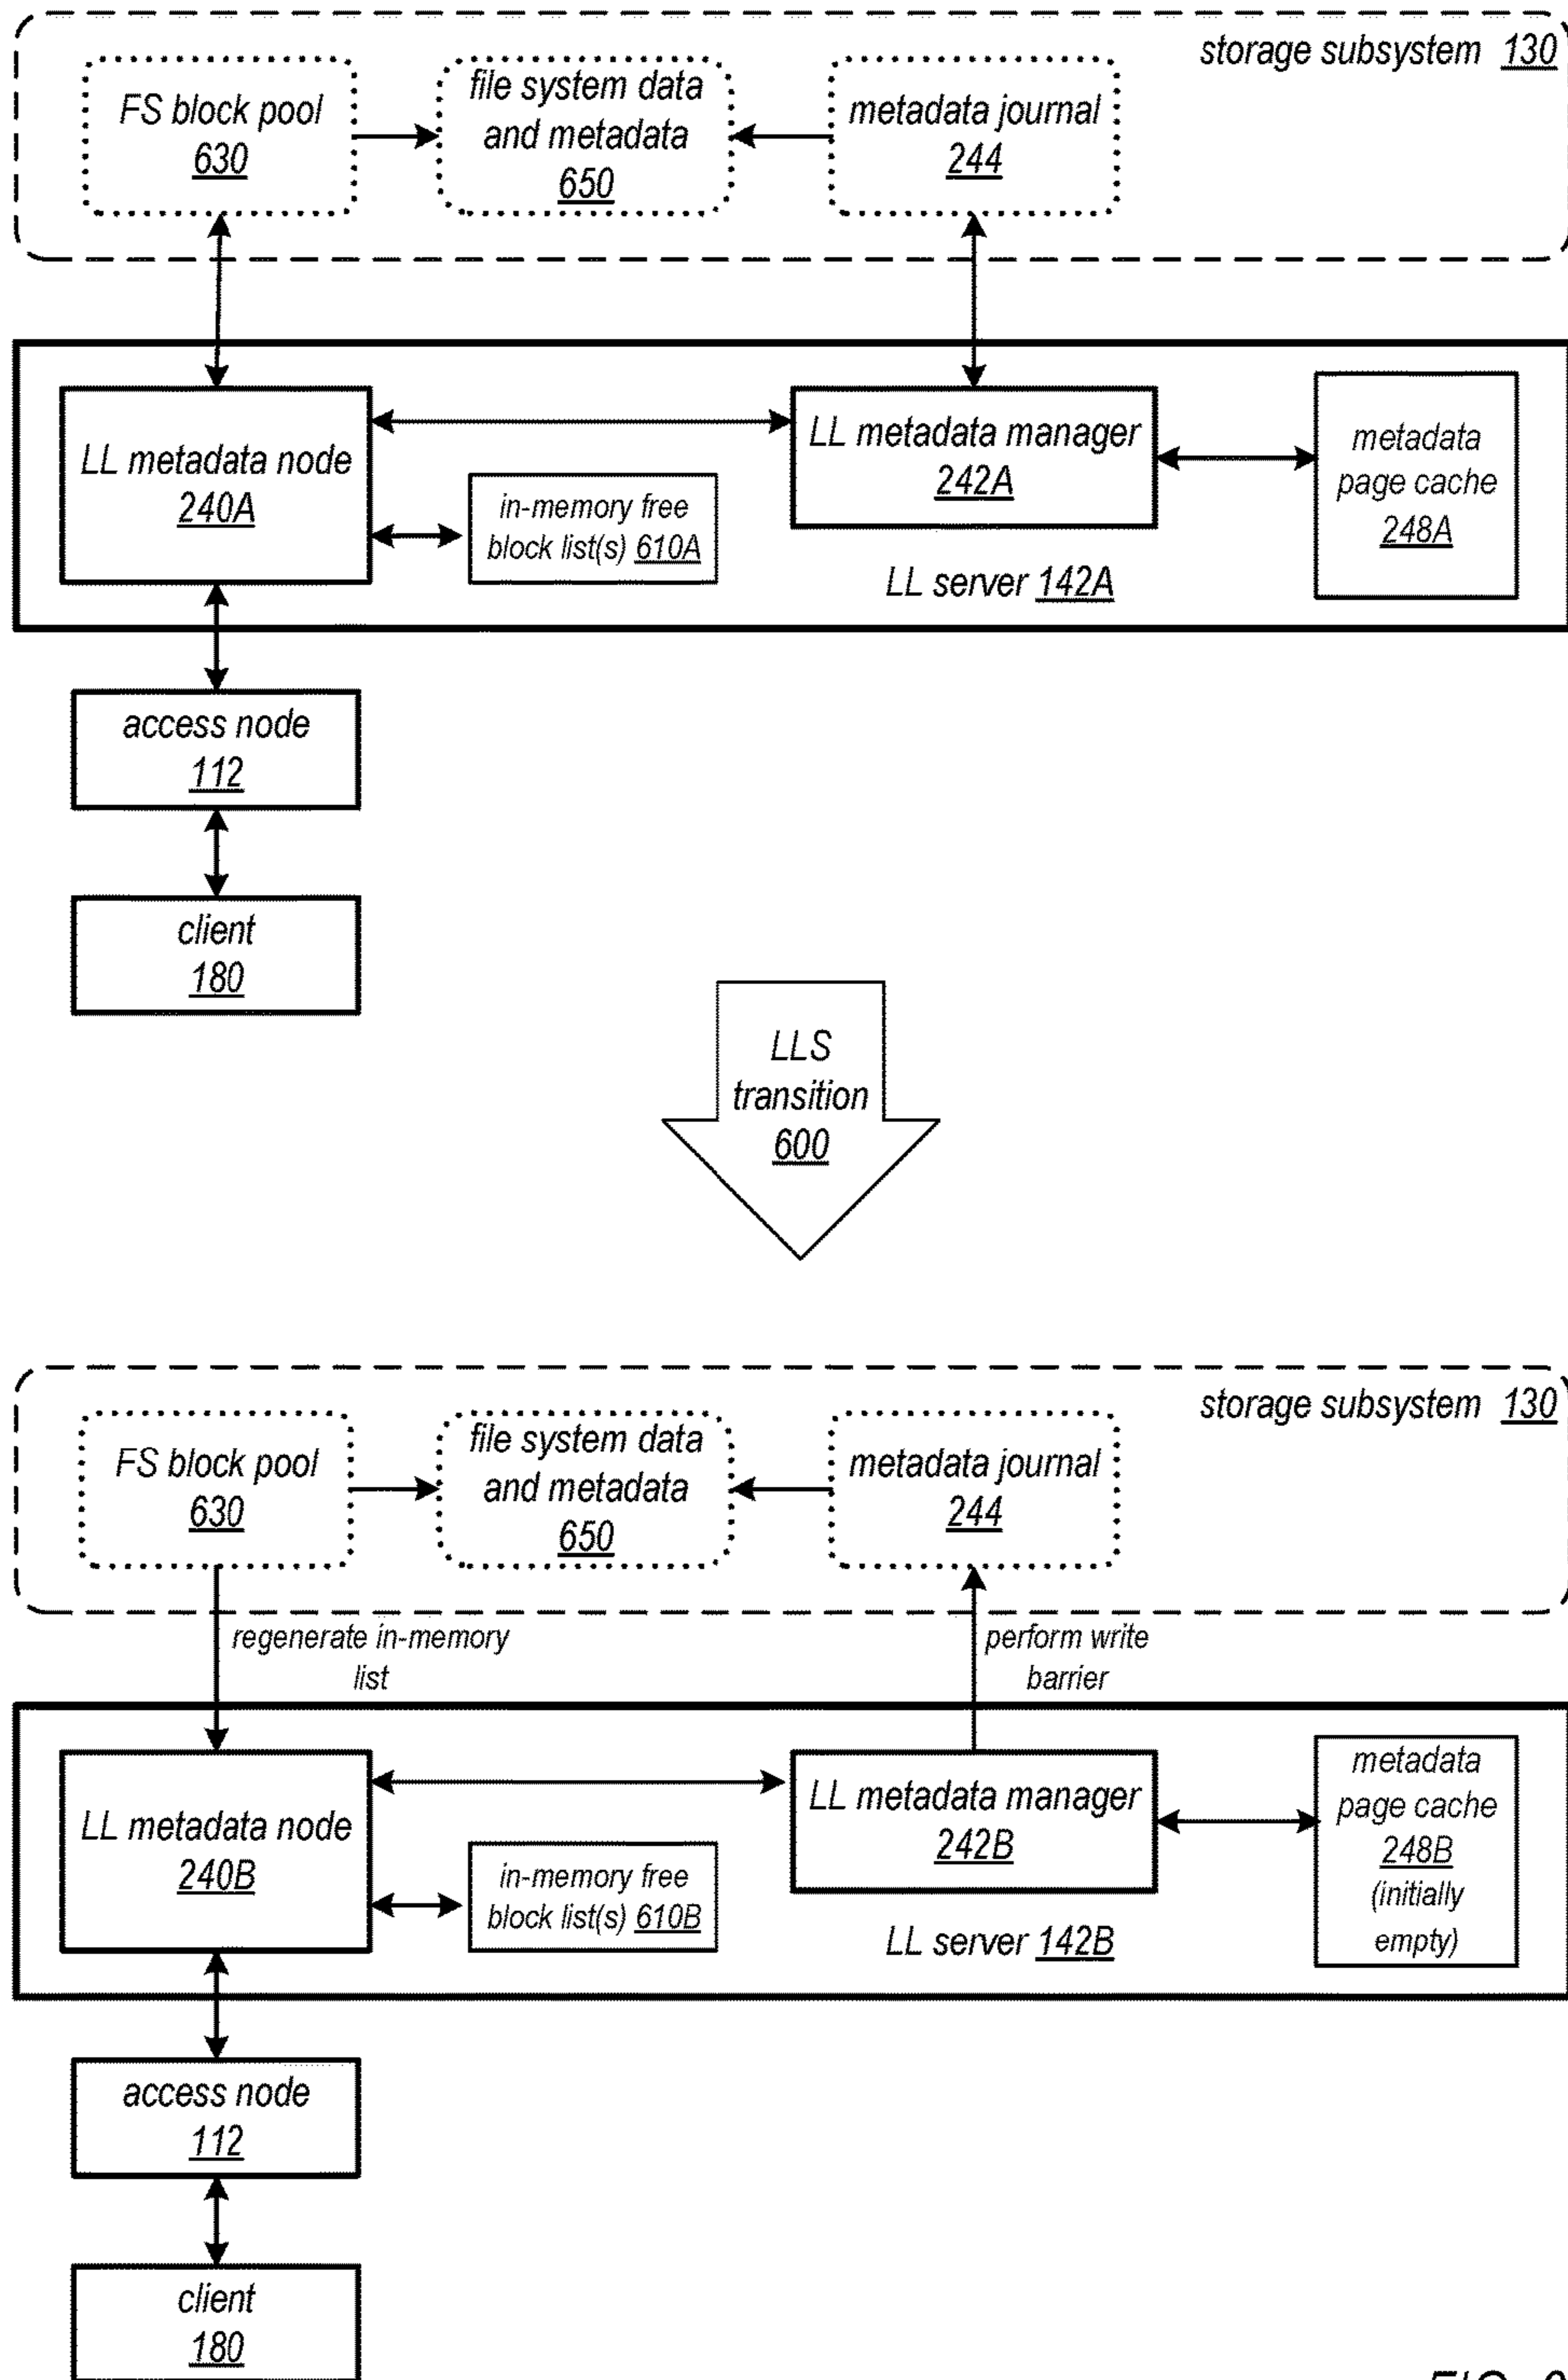 storage subsystem 130
FS block pool
630
file system data
and metadata
650
metadata journal
244
LL metadata node
240A
LL metadata manager
242A
metadata
page cache
248A
in-memory free
block list(s) 610A
LL server 142A
access node
112
client
180
LLS
transition
600
storage subsystem 130
FS block pool
630
file system data
and metadata
650
metadata journal
244
regenerate in-memory
list
perform write
barrier
LL metadata node
240B
LL metadata manager
242B
metadata
page cache
248B
(initially
empty)
in-memory free
block list(s) 610B
LL server 142B
access node
112
client
180